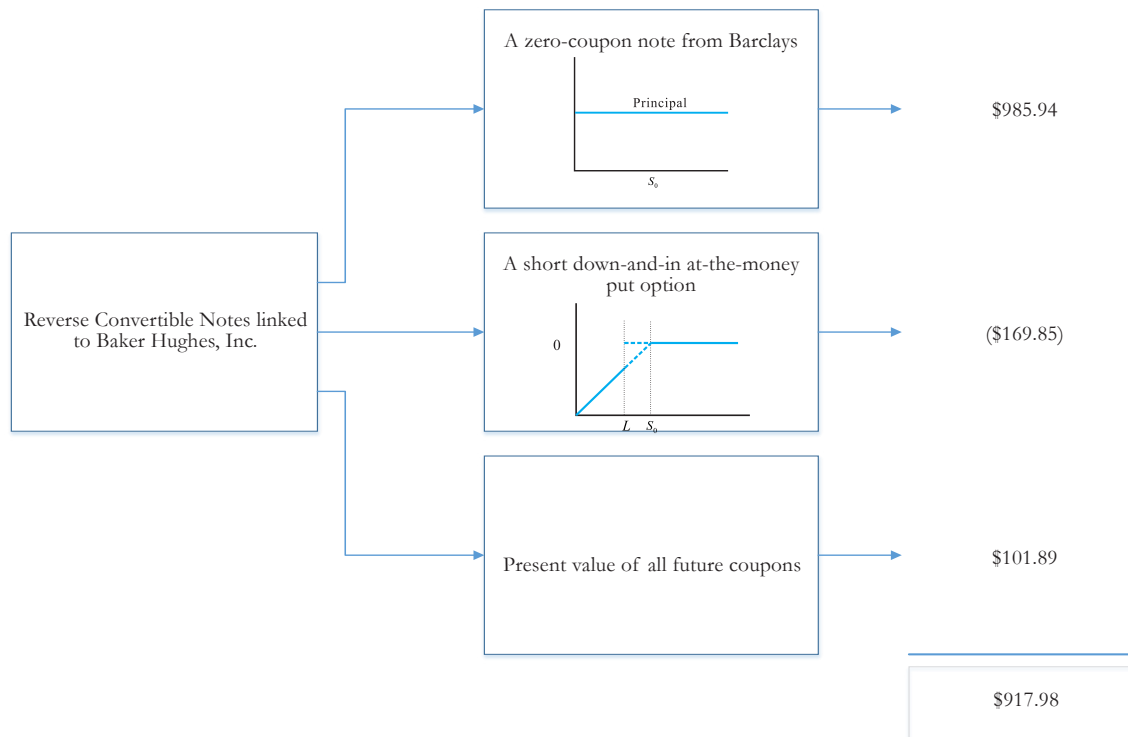 A zero-coupon note from Barclays
Principal
S₀
$985.94
Reverse Convertible Notes linked
to Baker Hughes, Inc.
A short down-and-in at-the-money
put option
0
L S₀
($169.85)
Present value of all future coupons
$101.89
$917.98